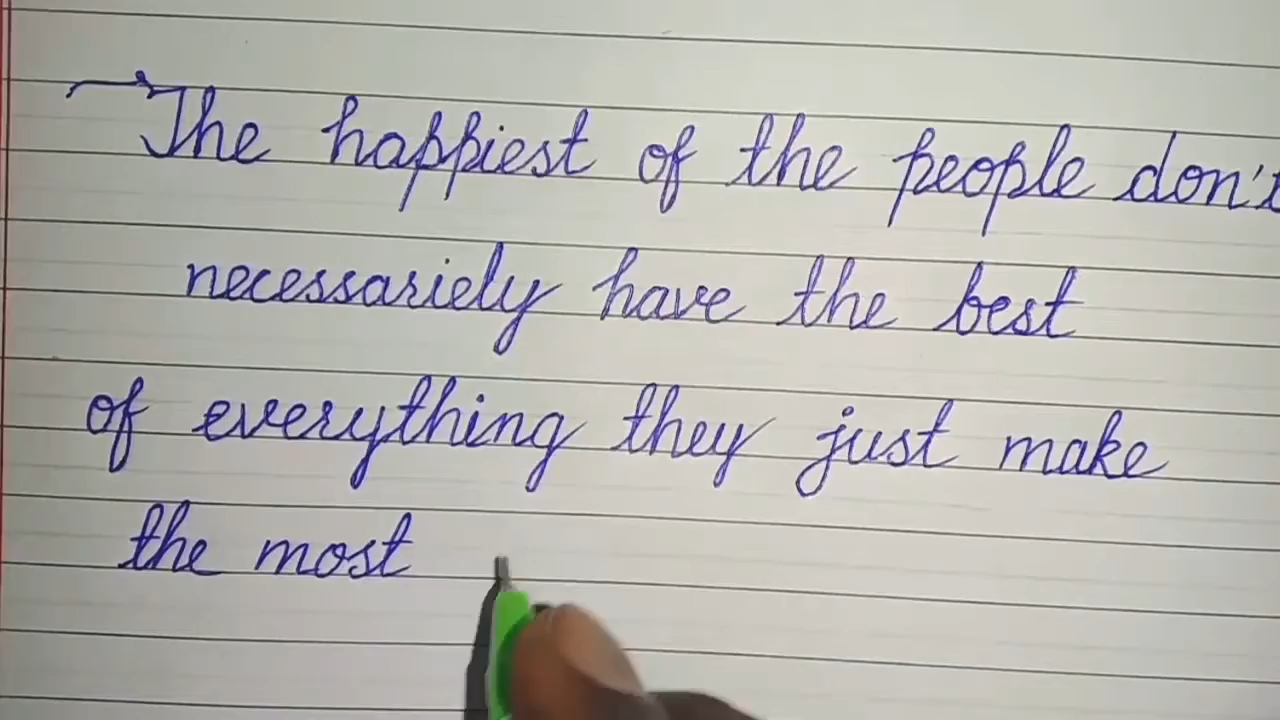 The happiest of the people don't
necessariely have the best
of everything they just make
the most